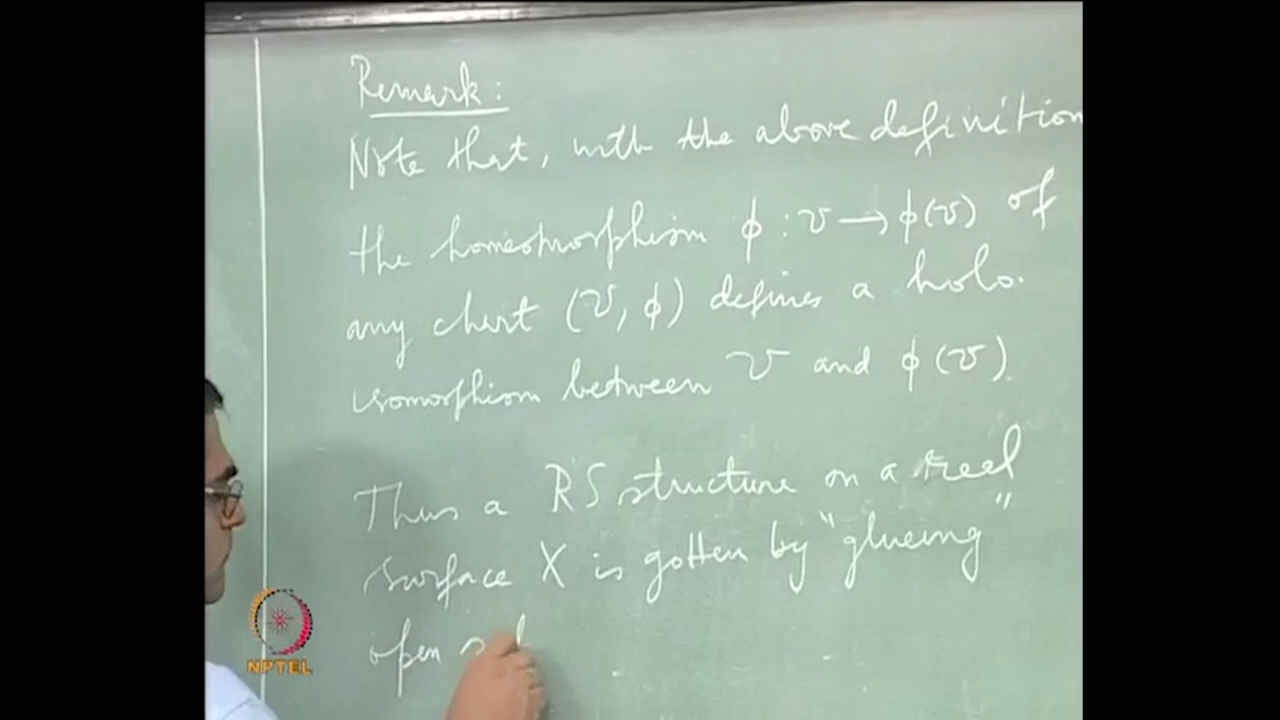 Remark:
Note that, with the above definition
the homeomorphism ϕ : v → ϕ(v) of
any chart (v, ϕ) defines a holo.
isomorphism between v and ϕ(v).
Thus a RS structure on a real
surface X is gotten by "glueing"
open
NPTEL